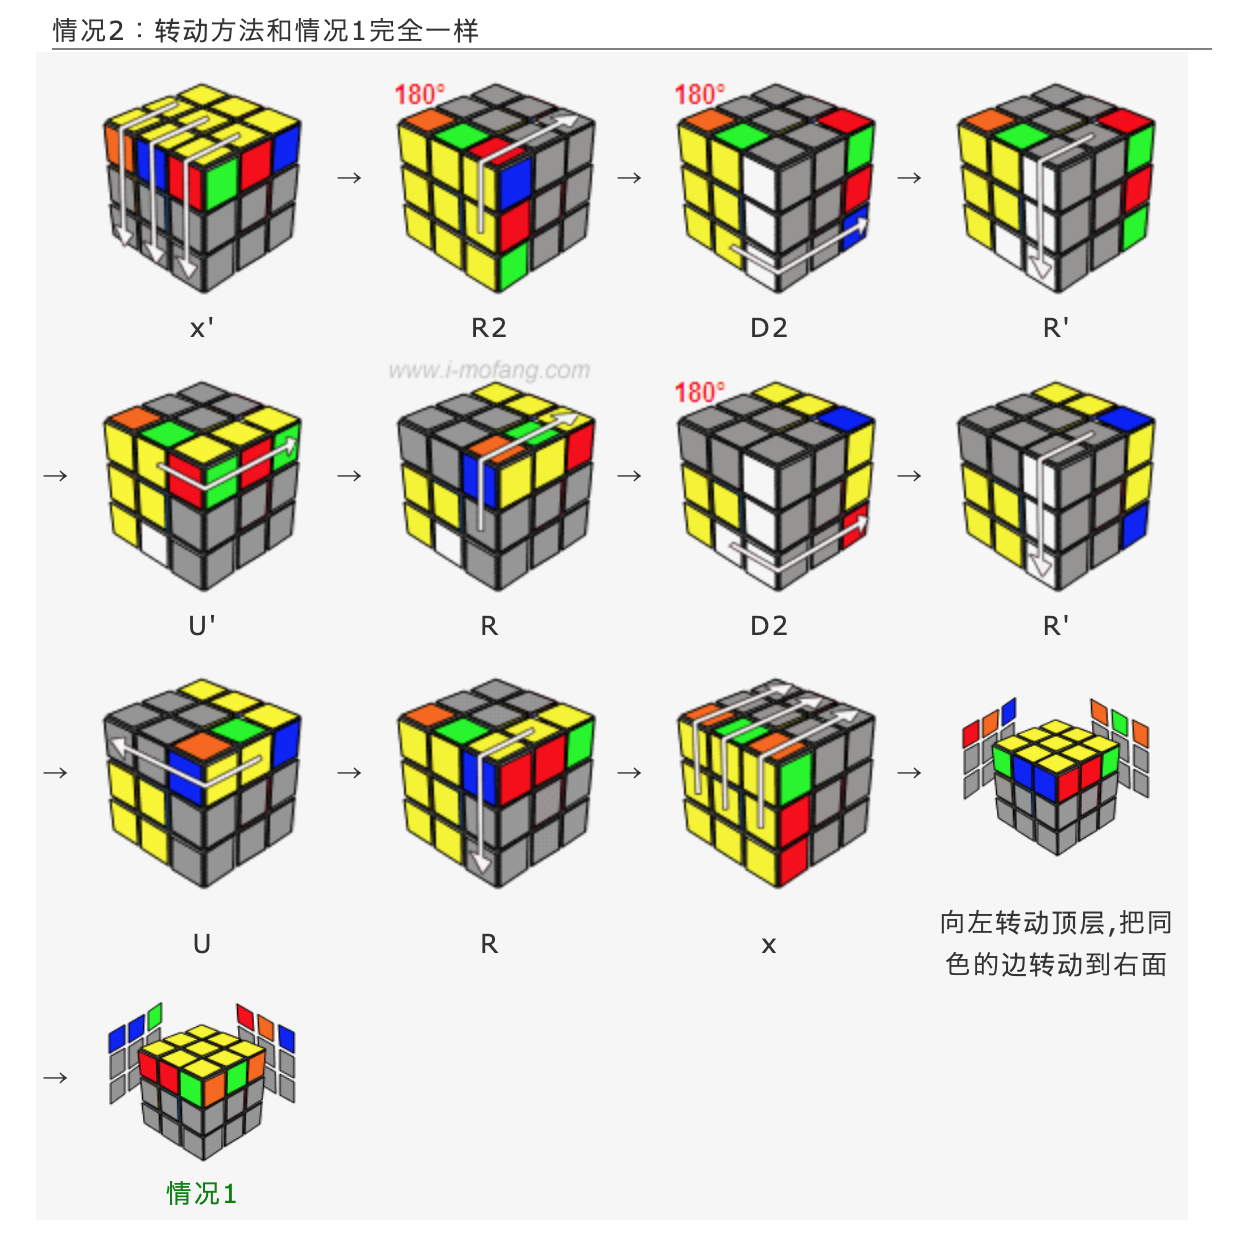 情况2：转动方法和情况1完全一样
180° 180°
→ → →
x' R2 D2 R'
www.i-mofang.com
180°
→ → → →
U' R D2 R'
→ → → →
U R x 向左转动顶层,把同
色的边转动到右面
→
情况1